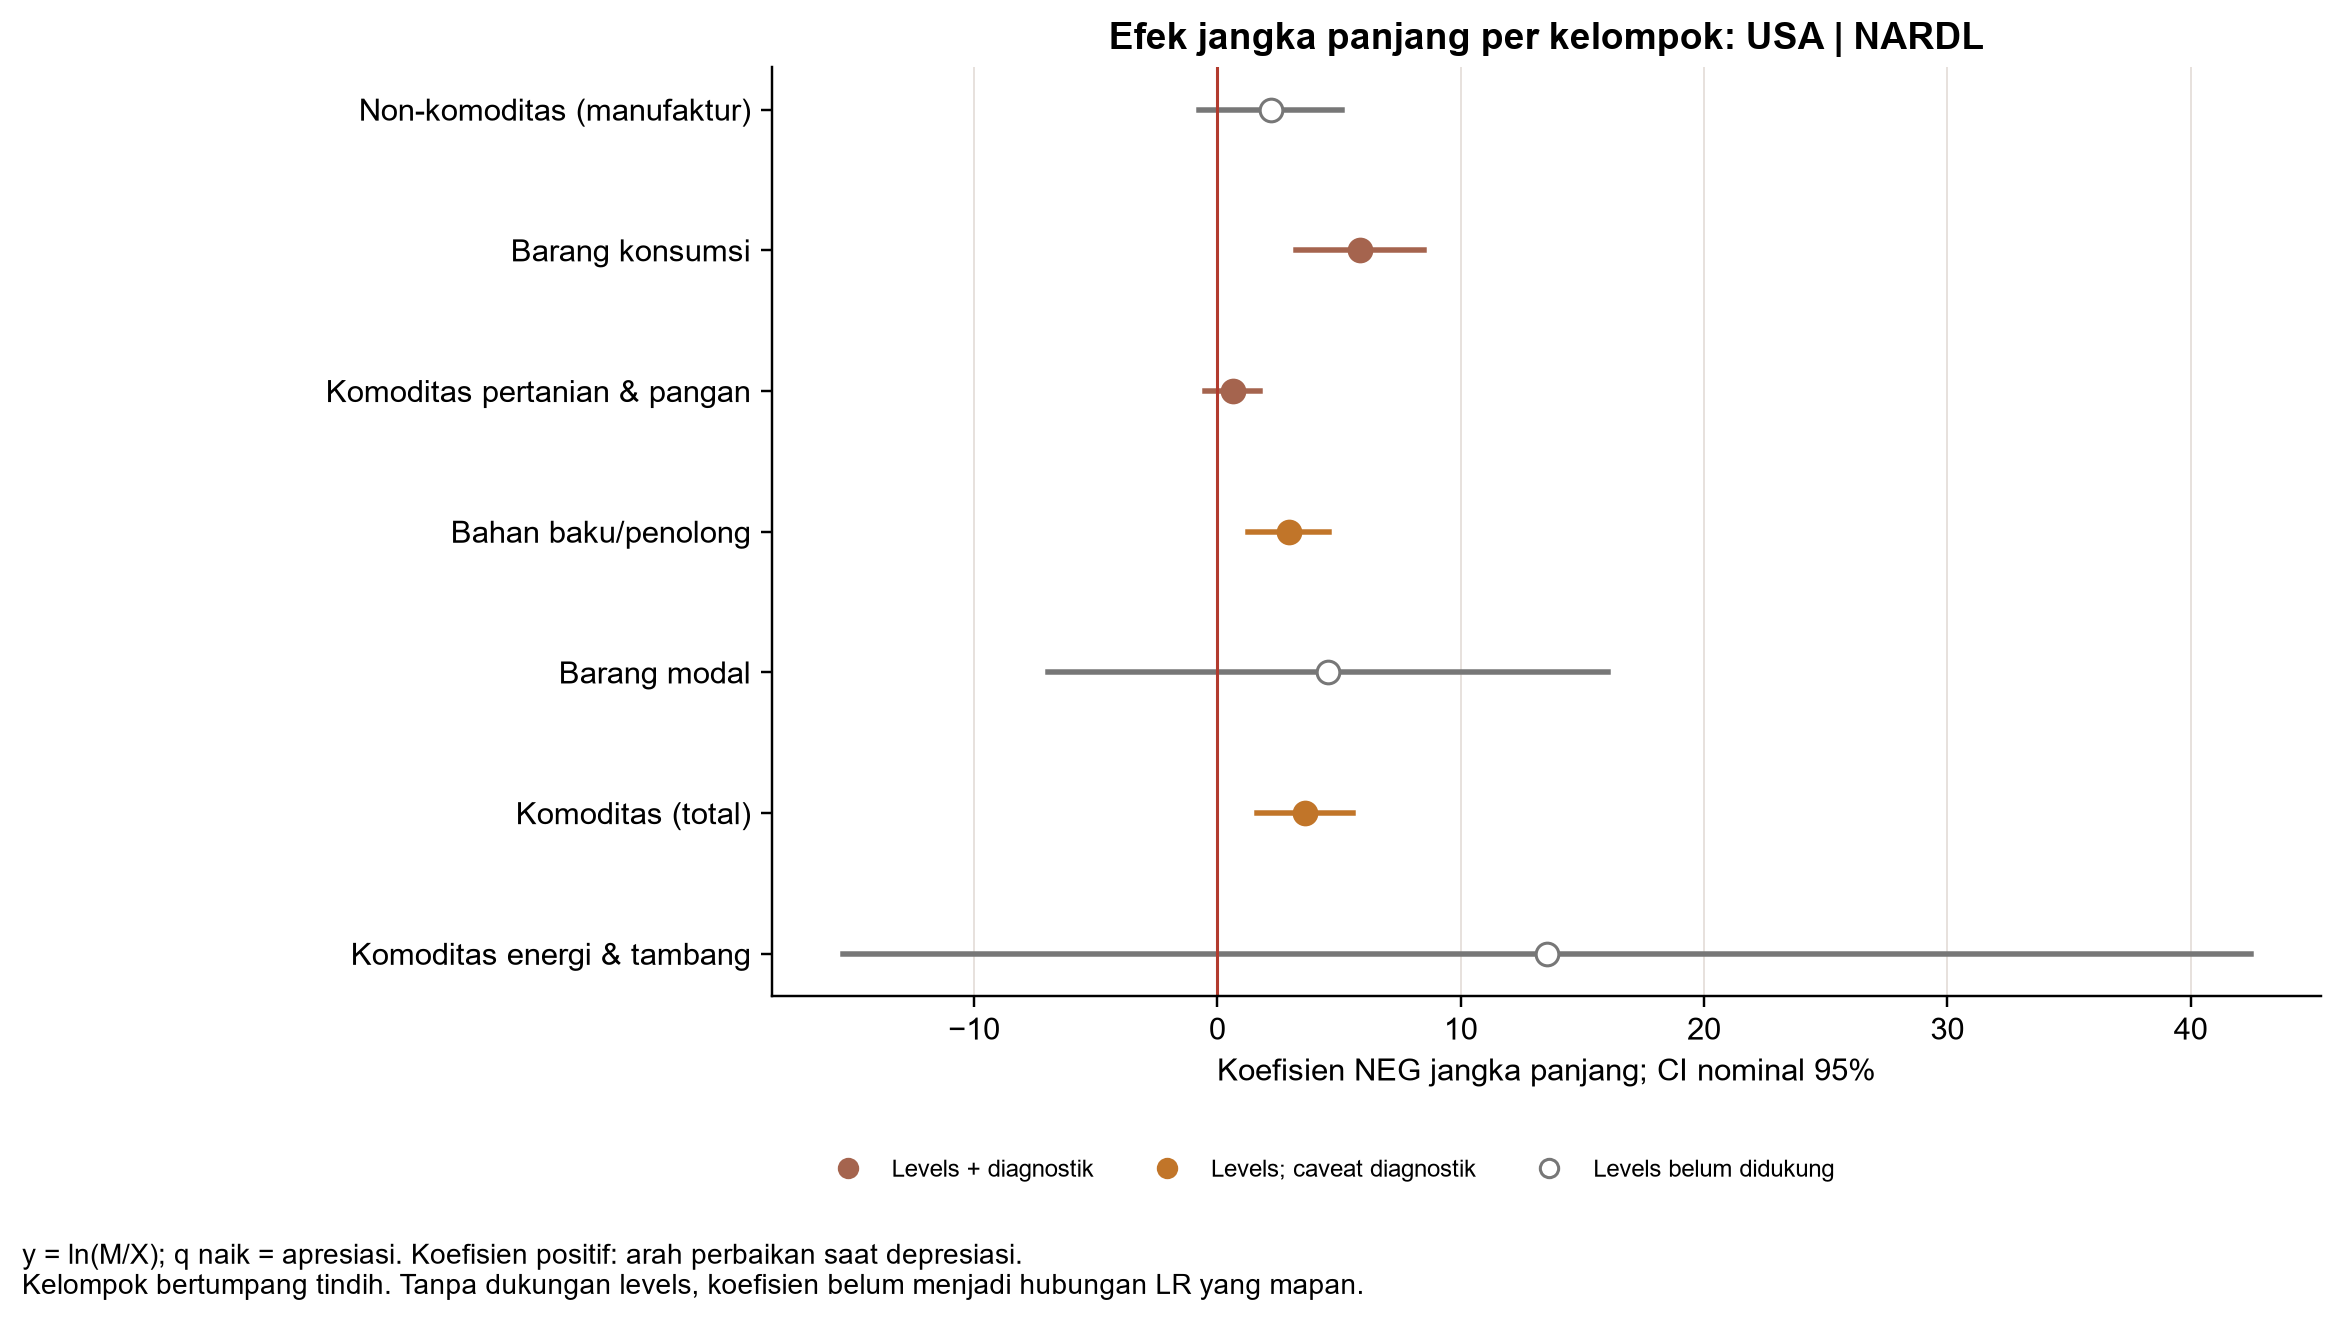 Efek jangka panjang per kelompok: USA | NARDL
Non-komoditas (manufaktur)
Barang konsumsi
Komoditas pertanian & pangan
Bahan baku/penolong
Barang modal
Komoditas (total)
Komoditas energi & tambang
−10 0 10 20 30 40
Koefisien NEG jangka panjang; CI nominal 95%
Levels + diagnostik Levels; caveat diagnostik Levels belum didukung
y = ln(M/X); q naik = apresiasi. Koefisien positif: arah perbaikan saat depresiasi.
Kelompok bertumpang tindih. Tanpa dukungan levels, koefisien belum menjadi hubungan LR yang mapan.